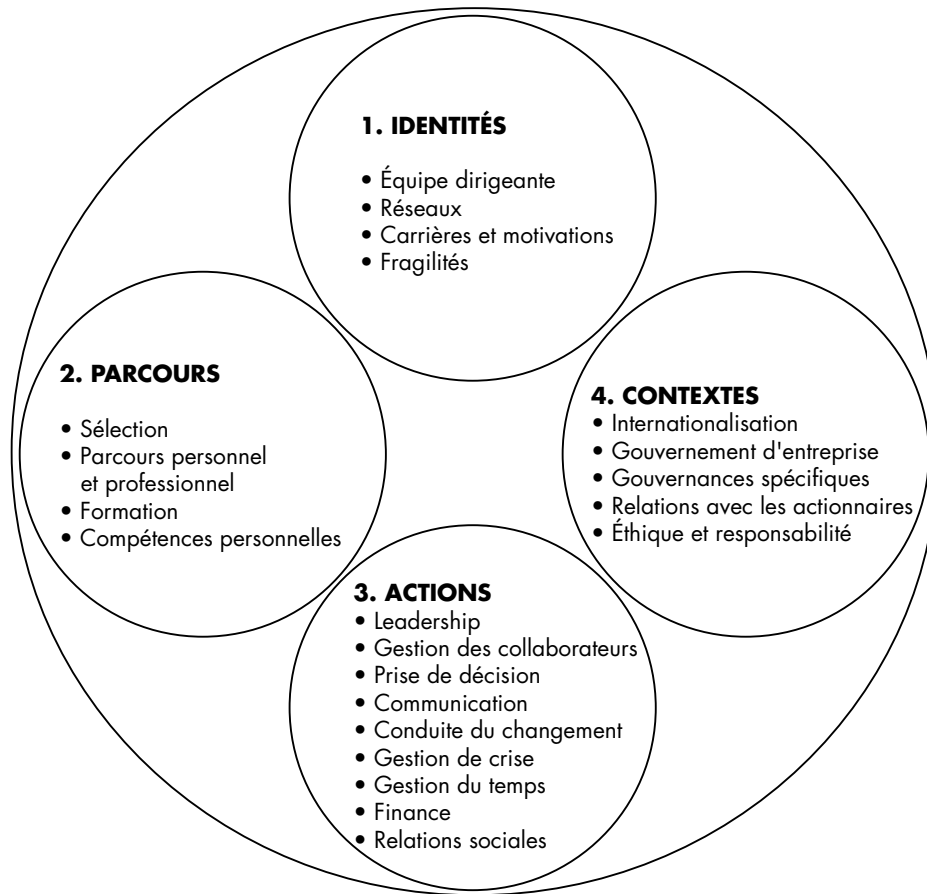 1. IDENTITÉS
• Équipe dirigeante
• Réseaux
• Carrières et motivations
• Fragilités
2. PARCOURS
• Sélection
• Parcours personnel
et professionnel
• Formation
• Compétences personnelles
3. ACTIONS
• Leadership
• Gestion des collaborateurs
• Prise de décision
• Communication
• Conduite du changement
• Gestion de crise
• Gestion du temps
• Finance
• Relations sociales
4. CONTEXTES
• Internationalisation
• Gouvernement d'entreprise
• Gouvernances spécifiques
• Relations avec les actionnaires
• Éthique et responsabilité